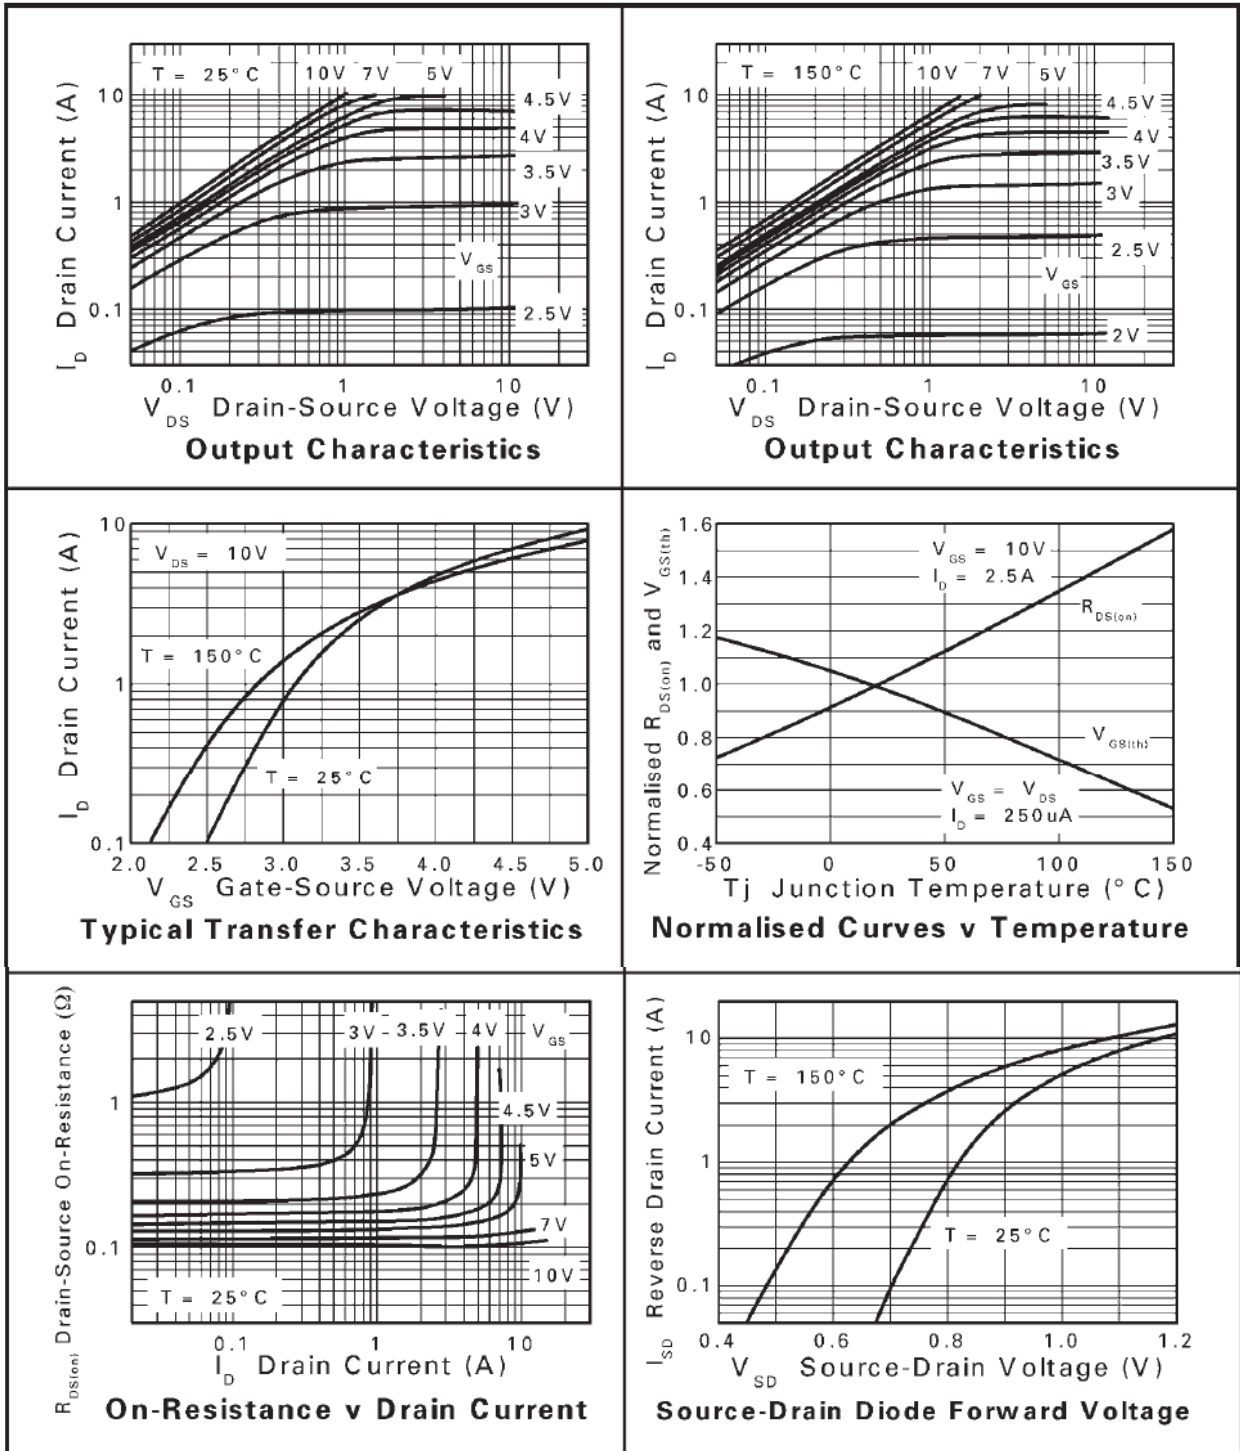 T = 25°C
10V 7V 5V
4.5V
4V
3.5V
3V
VGS
2.5V
10
1
0.1
ID Drain Current (A)
0.1 1 10
VDS Drain-Source Voltage (V)
Output Characteristics
T = 150°C
10V 7V 5V
4.5V
4V
3.5V
3V
2.5V
VGS
2V
10
1
0.1
ID Drain Current (A)
0.1 1 10
VDS Drain-Source Voltage (V)
Output Characteristics
10
1
0.1
ID Drain Current (A)
VDS = 10V
T = 150°C
T = 25°C
2.0 2.5 3.0 3.5 4.0 4.5 5.0
VGS Gate-Source Voltage (V)
Typical Transfer Characteristics
Normalised RDS(on) and VGS(th)
1.6
1.4
1.2
1.0
0.8
0.6
0.4
VGS = 10V
ID = 2.5A
RDS(on)
VGS(th)
VGS = VDS
ID = 250uA
-50 0 50 100 150
Tj Junction Temperature (°C)
Normalised Curves v Temperature
RDS(on) Drain-Source On-Resistance (Ω)
1
0.1
2.5V 3V 3.5V 4V VGS
4.5V
5V
7V
10V
T = 25°C
0.1 1 10
ID Drain Current (A)
On-Resistance v Drain Current
ISD Reverse Drain Current (A)
10
1
0.1
T = 150°C
T = 25°C
0.4 0.6 0.8 1.0 1.2
VSD Source-Drain Voltage (V)
Source-Drain Diode Forward Voltage